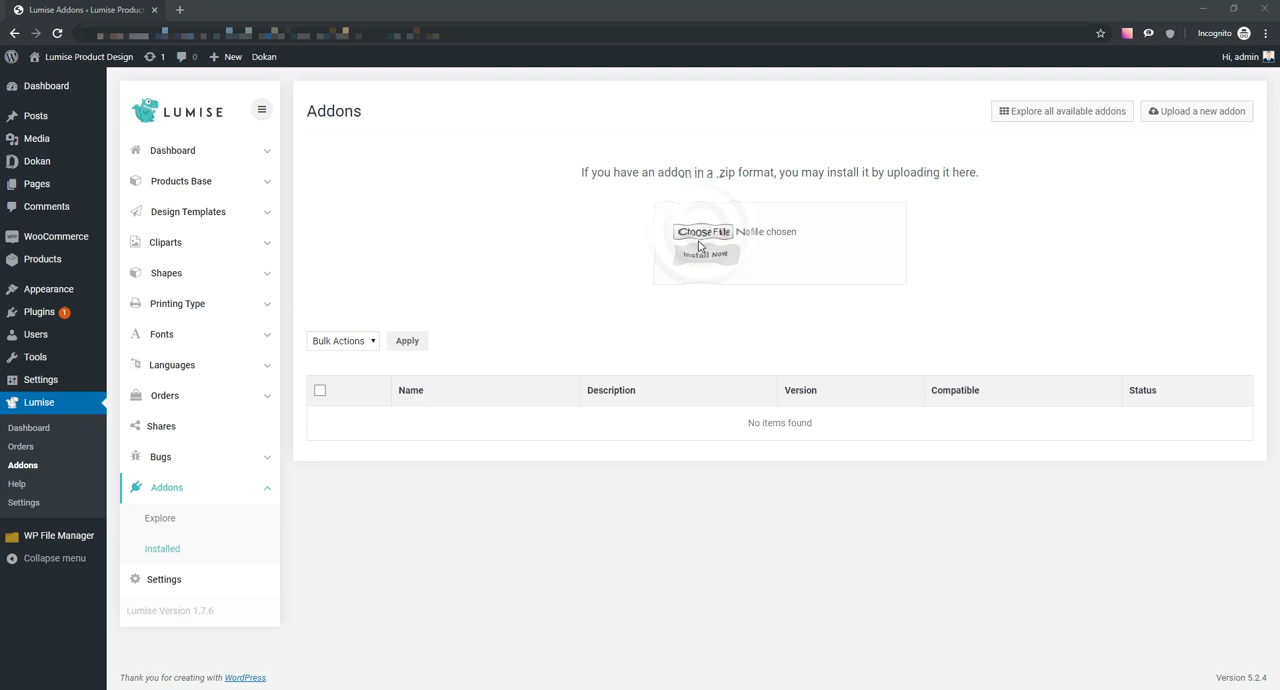 Lumise Addons ‹ Lumise Produc
Incognito
Lumise Product Design
1
0
New
Dokan
Hi, admin
Dashboard
Posts
Media
Dokan
Pages
Comments
WooCommerce
Products
Appearance
Plugins 1
Users
Tools
Settings
Lumise
Dashboard
Orders
Addons
Help
Settings
WP File Manager
Collapse menu
LUMISE
Dashboard
Products Base
Design Templates
Cliparts
Shapes
Printing Type
Fonts
Languages
Orders
Shares
Bugs
Addons
Explore
Installed
Settings
Lumise Version 1.7.6
Addons
Explore all available addons
Upload a new addon
If you have an addon in a .zip format, you may install it by uploading it here.
Choose File No file chosen
Install Now
Bulk Actions
Apply
Name Description Version Compatible Status
No items found
Thank you for creating with WordPress.
Version 5.2.4